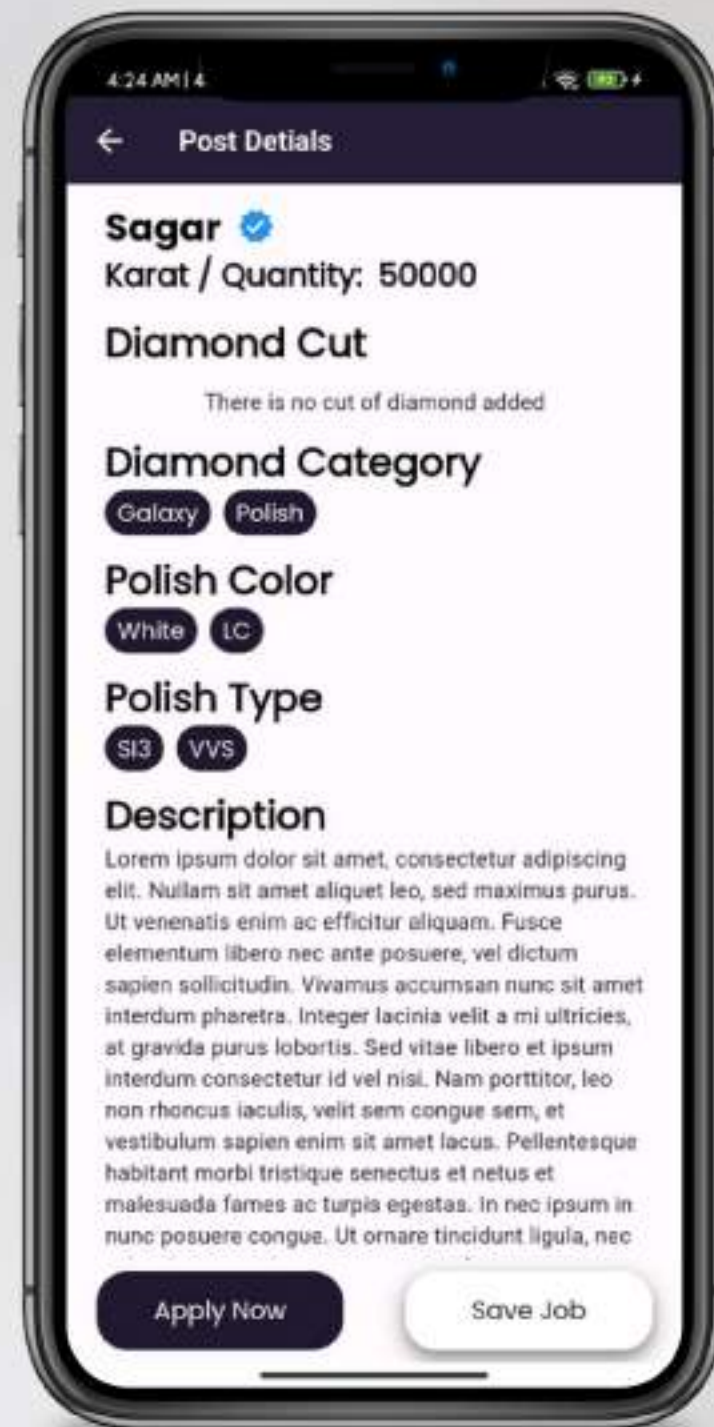 4:24 AM | 4
Post Detials
Sagar
Karat / Quantity: 50000
Diamond Cut
There is no cut of diamond added
Diamond Category
Galaxy Polish
Polish Color
White LC
Polish Type
SI3 VVS
Description
Lorem ipsum dolor sit amet, consectetur adipiscing
elit. Nullam sit amet aliquet leo, sed maximus purus.
Ut venenatis enim ac efficitur aliquam. Fusce
elementum libero nec ante posuere, vel dictum
sapien sollicitudin. Vivamus accumsan nunc sit amet
interdum pharetra. Integer lacinia velit a mi ultricies,
at gravida purus lobortis. Sed vitae libero et ipsum
interdum consectetur id vel nisi. Nam porttitor, leo
non rhoncus iaculis, velit sem congue sem, et
vestibulum sapien enim sit amet lacus. Pellentesque
habitant morbi tristique senectus et netus et
malesuada fames ac turpis egestas. In nec ipsum in
nunc posuere congue. Ut ornare tincidunt ligula, nec
Apply Now Save Job